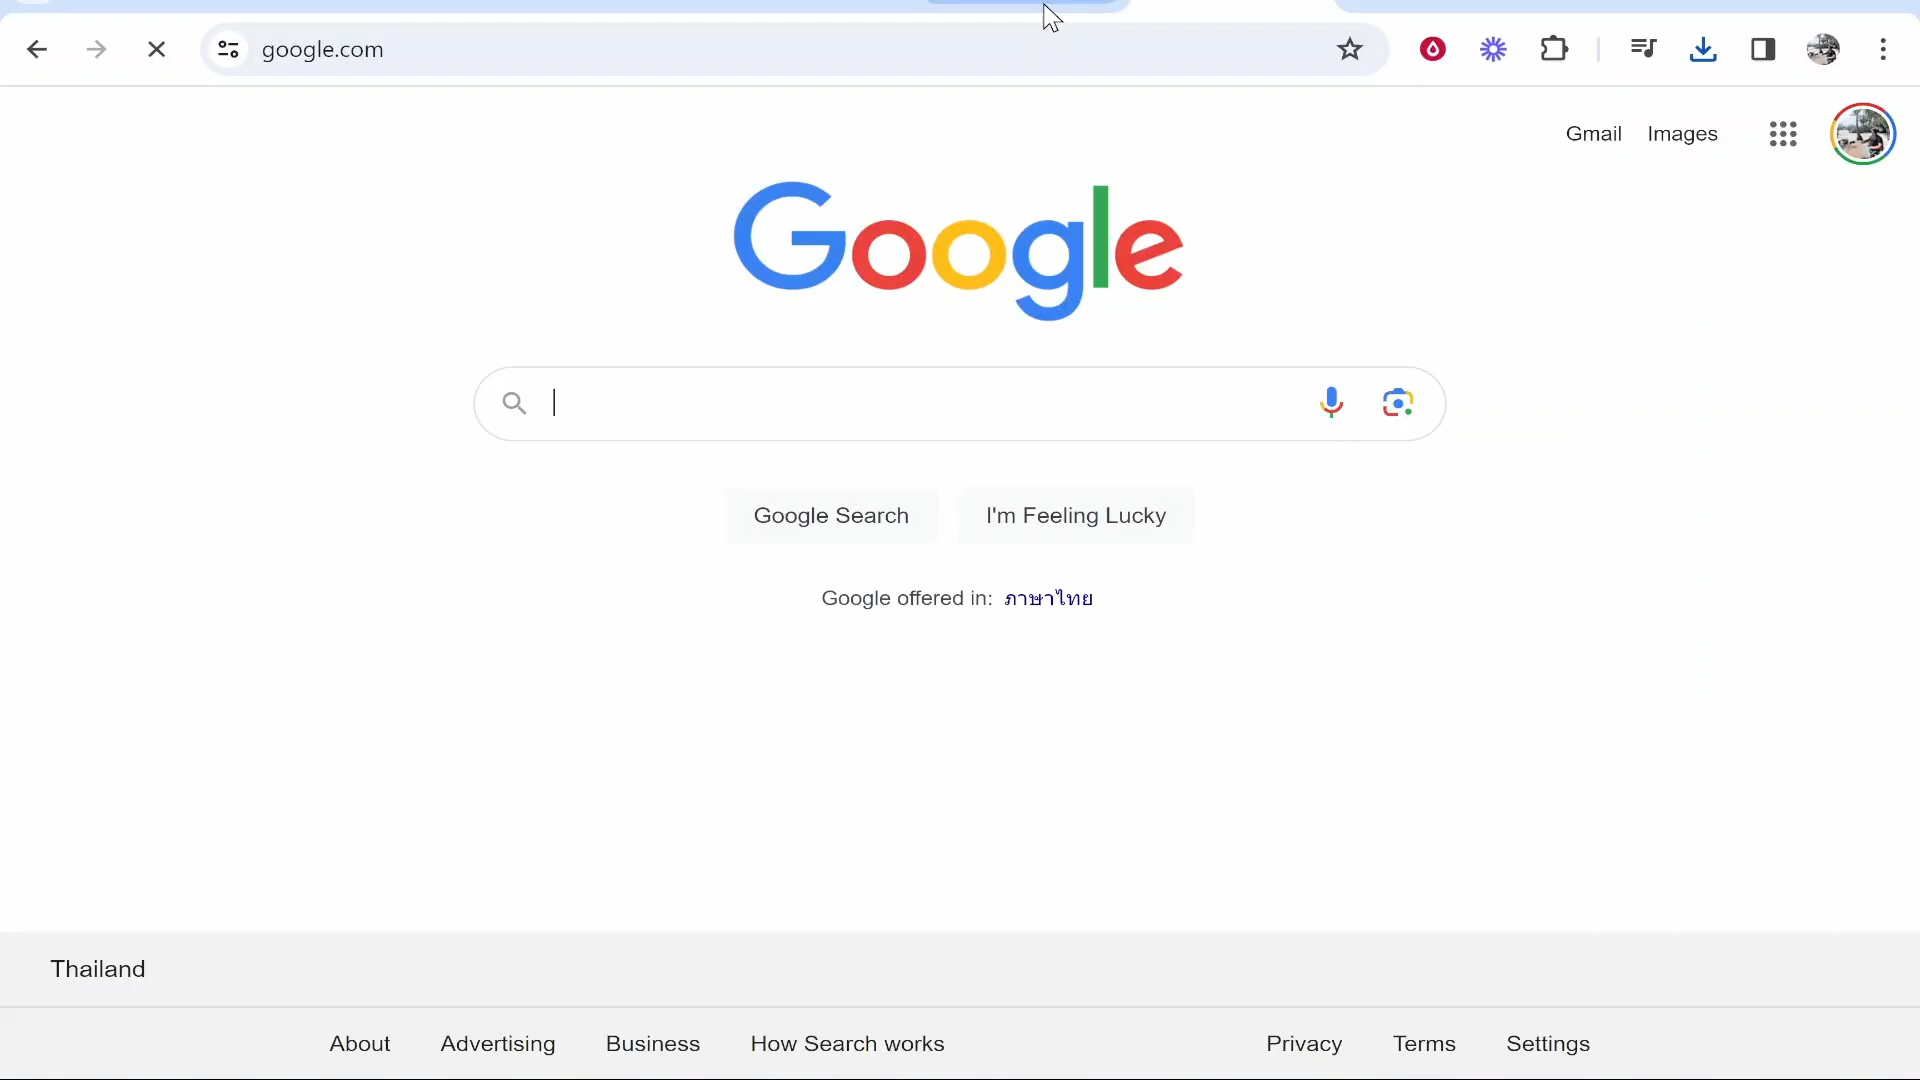 google.com
Gmail Images
Google
Google Search I'm Feeling Lucky
Google offered in: ภาษาไทย
Thailand
About Advertising Business How Search works Privacy Terms Settings